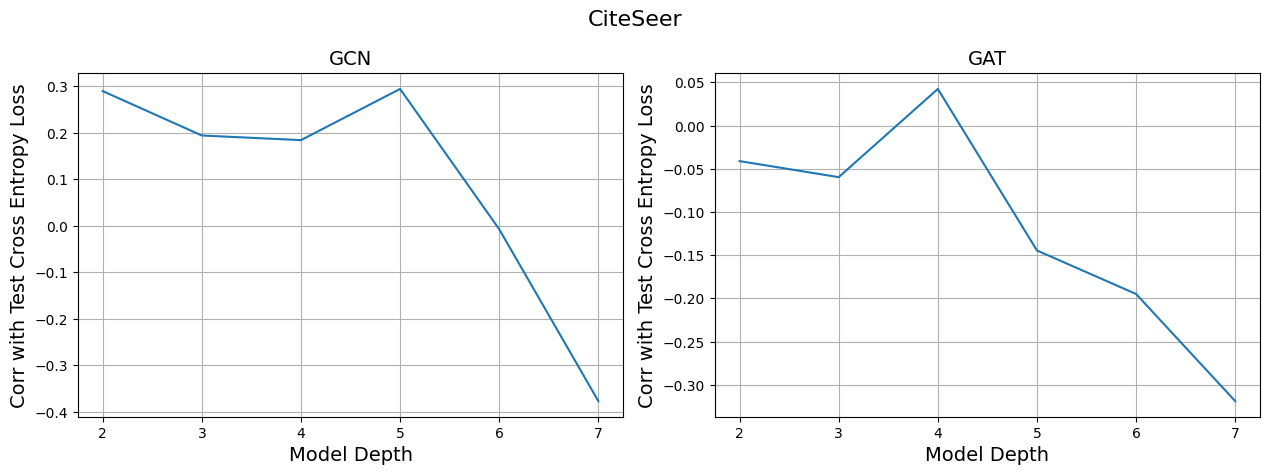 CiteSeer
GCN
Corr with Test Cross Entropy Loss
0.3
0.2
0.1
0.0
−0.1
−0.2
−0.3
−0.4
2 3 4 5 6 7
Model Depth
GAT
Corr with Test Cross Entropy Loss
0.05
0.00
−0.05
−0.10
−0.15
−0.20
−0.25
−0.30
2 3 4 5 6 7
Model Depth